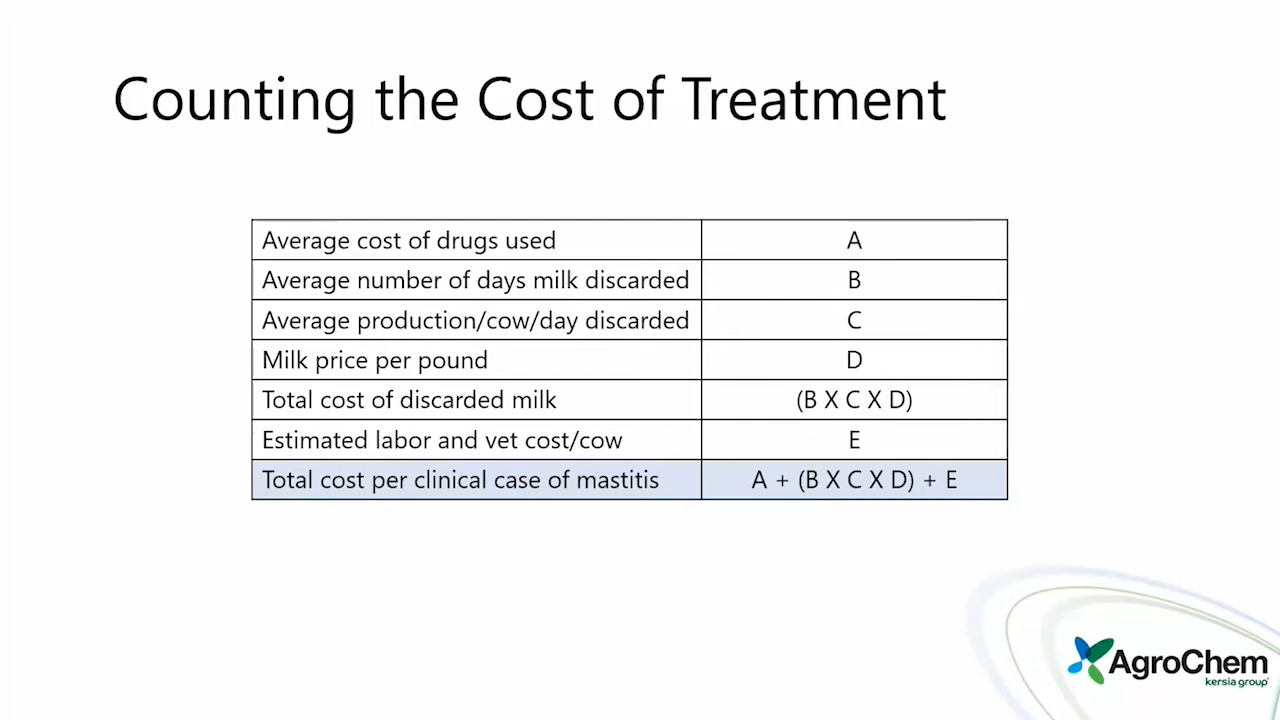 Counting the Cost of Treatment
Average cost of drugs used A
Average number of days milk discarded B
Average production/cow/day discarded C
Milk price per pound D
Total cost of discarded milk (B X C X D)
Estimated labor and vet cost/cow E
Total cost per clinical case of mastitis A + (B X C X D) + E
AgroChem
kersia group